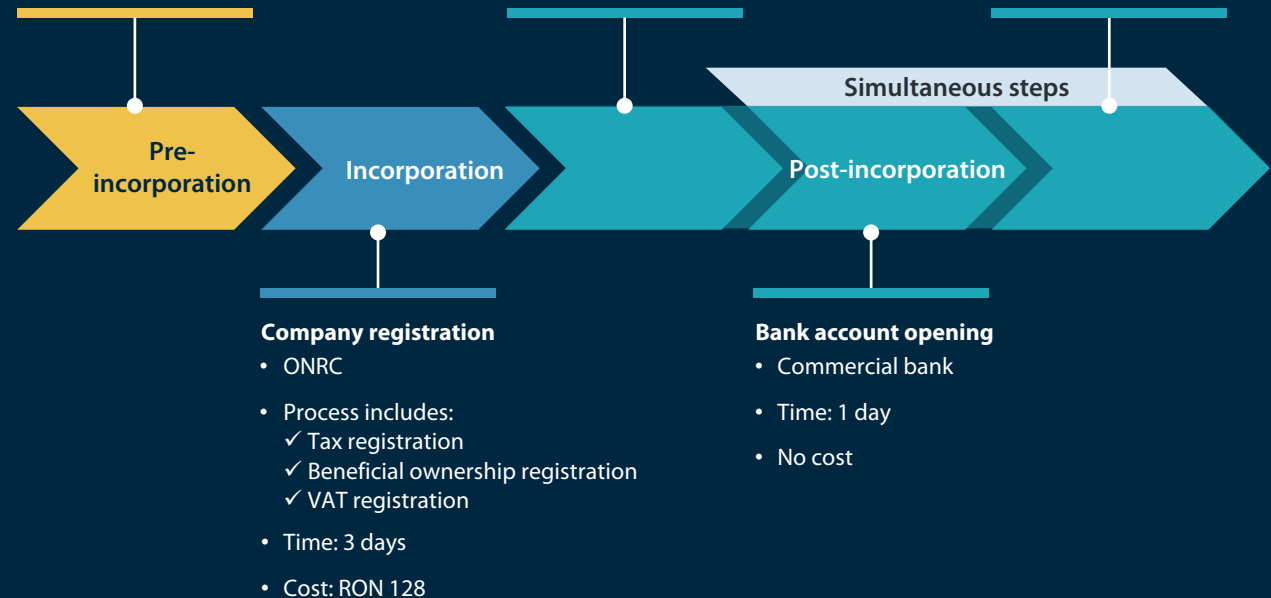 Simultaneous steps
Pre-
incorporation
Incorporation
Post-incorporation
Company registration
• ONRC
• Process includes:
✓ Tax registration
✓ Beneficial ownership registration
✓ VAT registration
• Time: 3 days
• Cost: RON 128
Bank account opening
• Commercial bank
• Time: 1 day
• No cost